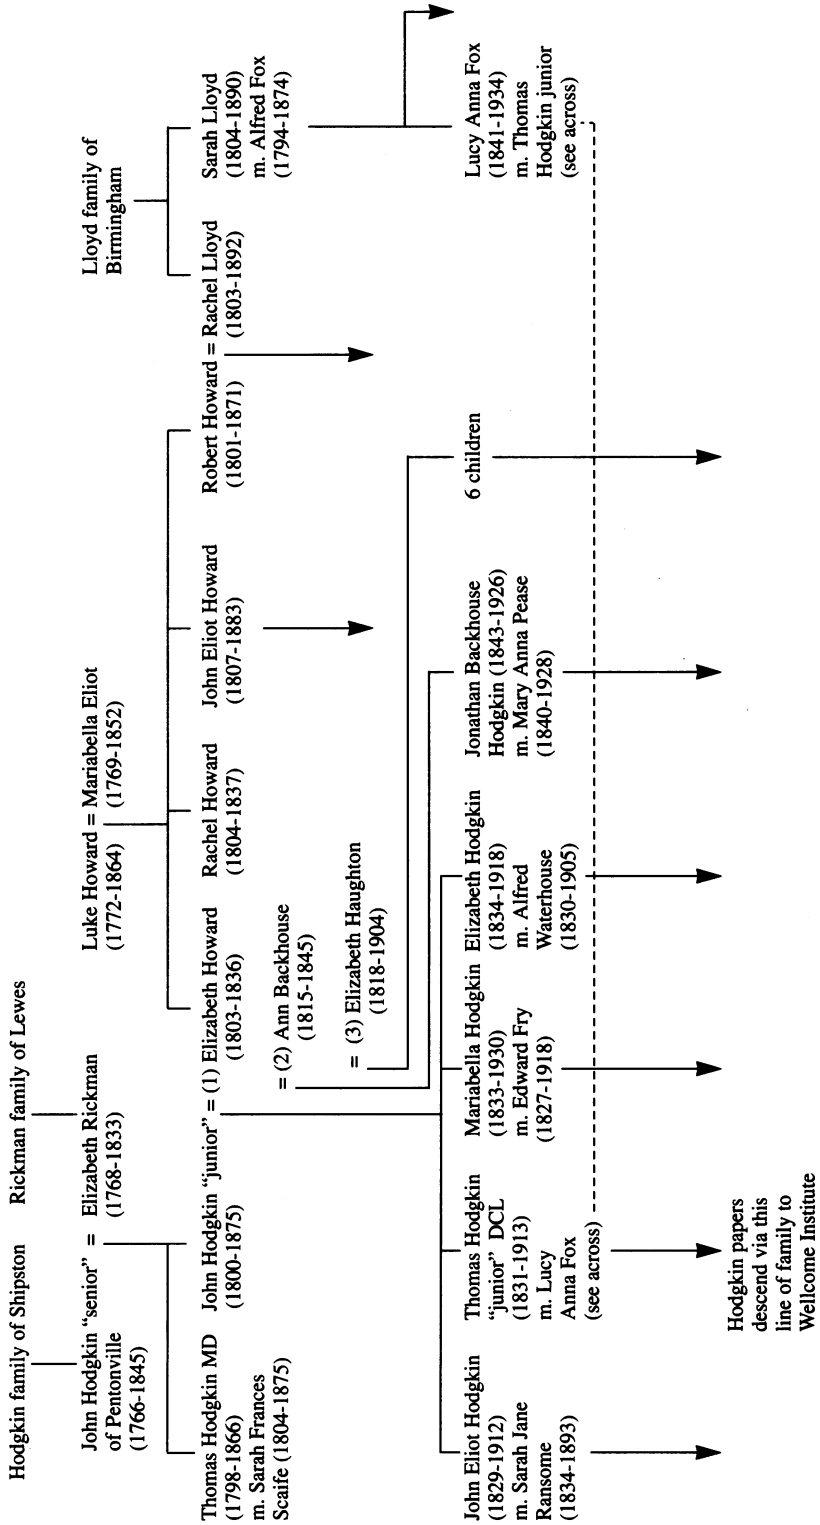 Hodgkin family of Shipston
Rickman family of Lewes
John Hodgkin “senior” =
of Pentonville
(1766-1845)
Elizabeth Rickman
(1768-1833)
Luke Howard = Mariabella Eliot
(1772-1864)
(1769-1852)
Lloyd family of
Birmingham
Thomas Hodgkin MD
(1798-1866)
m. Sarah Frances
Scaife (1804-1875)
John Hodgkin “junior”
(1800-1875)
= (1) Elizabeth Howard
(1803-1836)
= (2) Ann Backhouse
(1815-1845)
= (3) Elizabeth Haughton
(1818-1904)
Rachel Howard
(1804-1837)
John Eliot Howard
(1807-1883)
Robert Howard = Rachel Lloyd
(1801-1871)
(1803-1892)
Sarah Lloyd
(1804-1890)
m. Alfred Fox
(1794-1874)
John Eliot Hodgkin
(1829-1912)
m. Sarah Jane
Ransome
(1834-1893)
Thomas Hodgkin
“junior” DCL
(1831-1913)
m. Lucy
Anna Fox
(see across)
Mariabella Hodgkin
(1833-1930)
m. Edward Fry
(1827-1918)
Elizabeth Hodgkin
(1834-1918)
m. Alfred
Waterhouse
(1830-1905)
Jonathan Backhouse
Hodgkin (1843-1926)
m. Mary Anna Pease
(1840-1928)
6 children
Lucy Anna Fox
(1841-1934)
m. Thomas
Hodgkin junior
(see across)
Hodgkin papers
descend via this
line of family to
Wellcome Institute